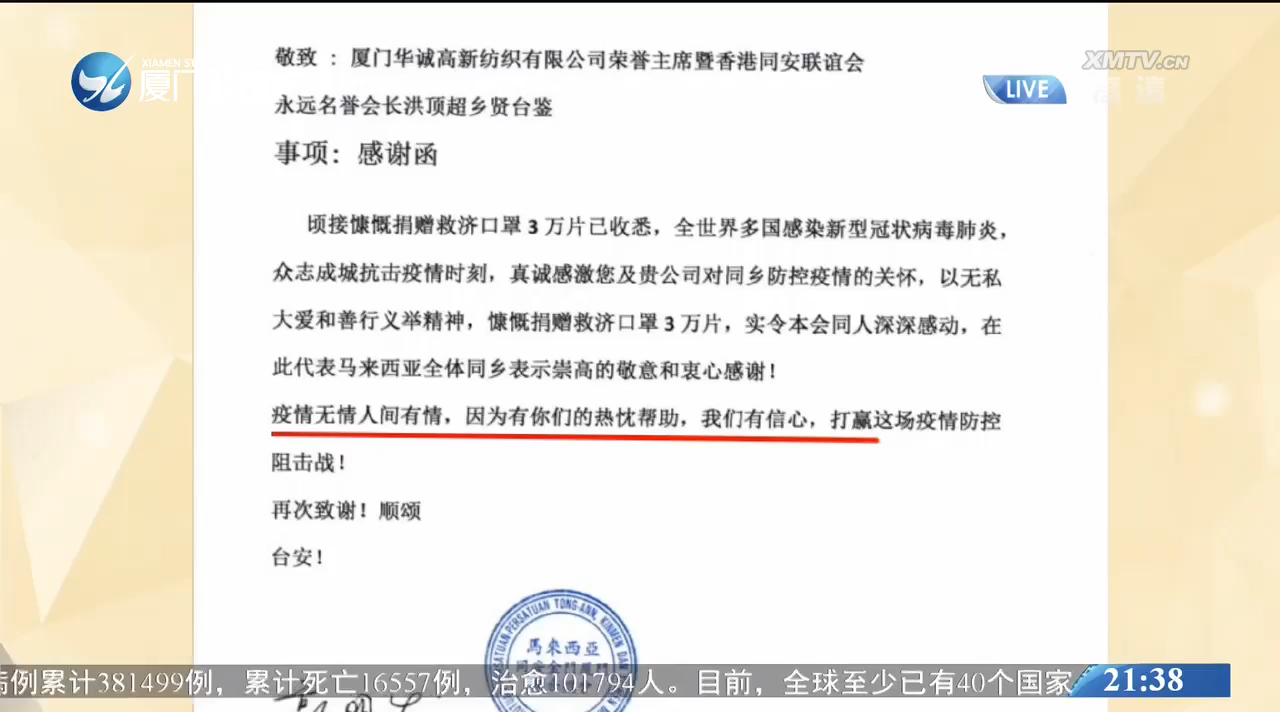 XMTV.CN
LIVE
敬致 ：厦门华诚高新纺织有限公司荣誉主席暨香港同安联谊会
永远名誉会长洪顶超乡贤台鉴
事项：感谢函
顷接慷慨捐赠救济口罩 3 万片已收悉，全世界多国感染新型冠状病毒肺炎，
众志成城抗击疫情时刻，真诚感激您及贵公司对同乡防控疫情的关怀，以无私
大爱和善行义举精神，慷慨捐赠救济口罩 3 万片，实令本会同人深深感动，在
此代表马来西亚全体同乡表示崇高的敬意和衷心感谢！
疫情无情人间有情，因为有你们的热忱帮助，我们有信心，打赢这场疫情防控
阻击战！
再次致谢！顺颂
台安！
PERSATUAN TONG-ANN, KINMEN DAN
馬來西亞
例累计381499例，累计死亡16557例，治愈101794人。目前，全球至少已有40个国家
21:38